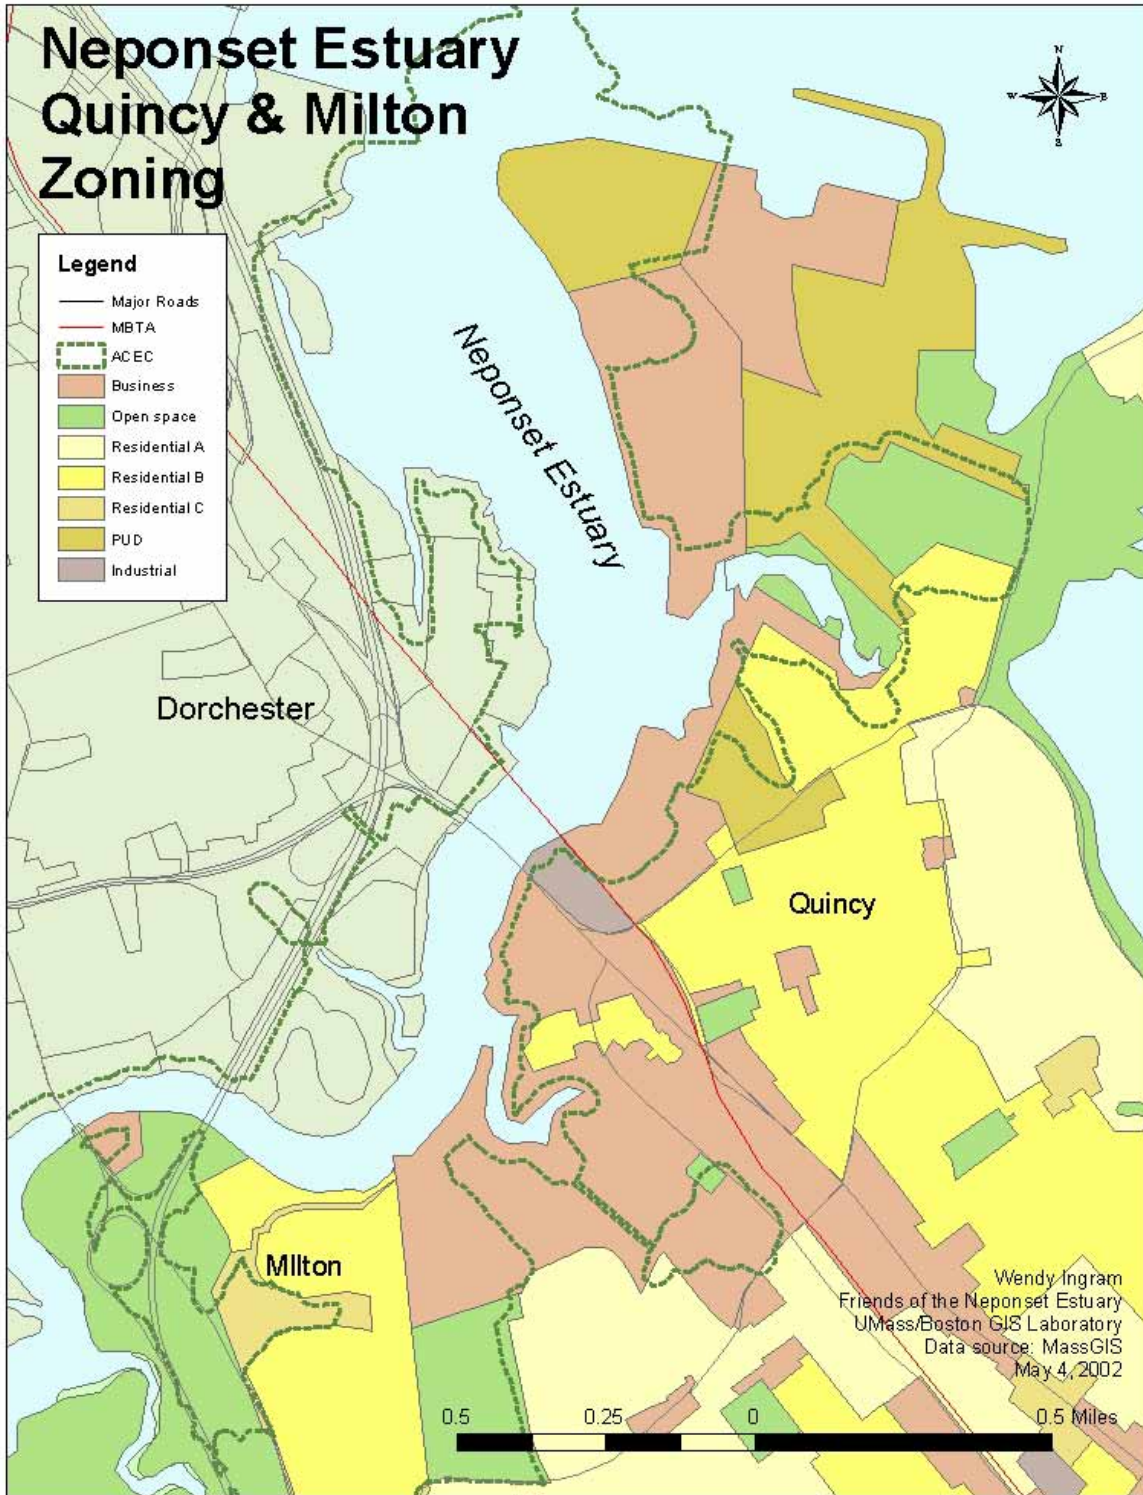 Neponset Estuary
Quincy & Milton
Zoning
N
W
E
S
Legend
Major Roads
MBTA
ACEC
Business
Open space
Residential A
Residential B
Residential C
PUD
Industrial
Neponset Estuary
Dorchester
Quincy
MIlton
Wendy Ingram
Friends of the Neponset Estuary
UMass/Boston GIS Laboratory
Data source: MassGIS
May 4, 2002
0.5 0.25 0 0.5 Miles